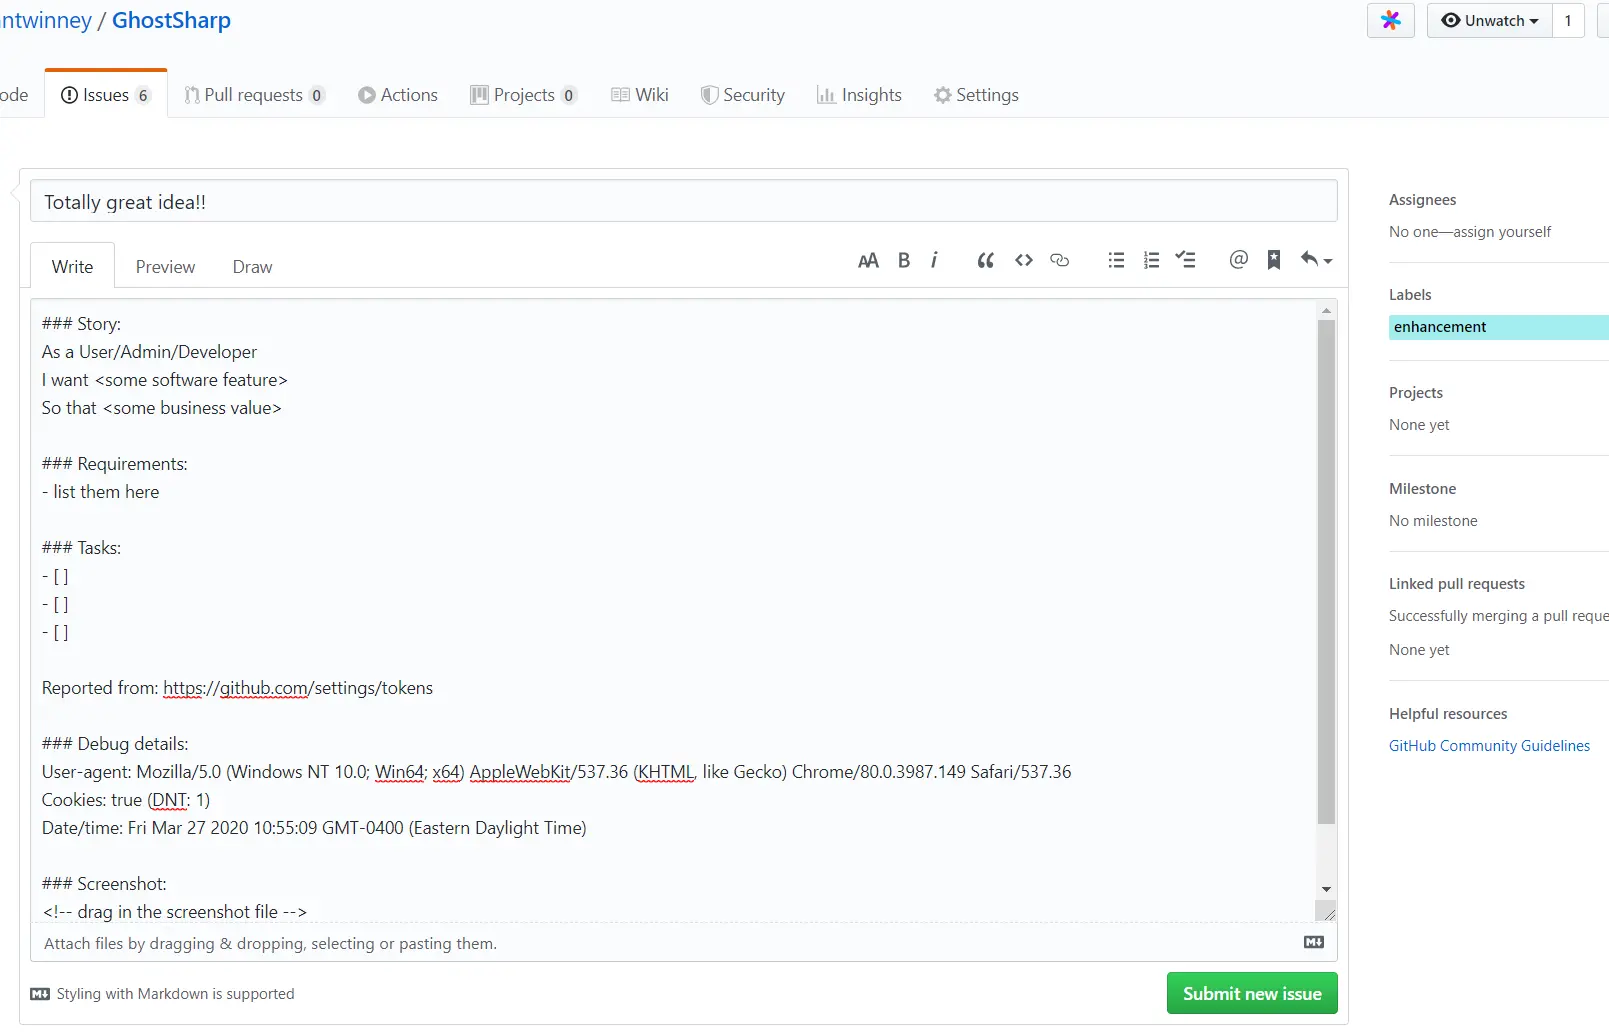 ntwinney / GhostSharp
Unwatch 1
ode Issues 6 Pull requests 0 Actions Projects 0 Wiki Security Insights Settings
Totally great idea!!
Write Preview Draw
### Story:
As a User/Admin/Developer
I want <some software feature>
So that <some business value>
### Requirements:
- list them here
### Tasks:
- [ ]
- [ ]
- [ ]
Reported from: https://github.com/settings/tokens
### Debug details:
User-agent: Mozilla/5.0 (Windows NT 10.0; Win64; x64) AppleWebKit/537.36 (KHTML, like Gecko) Chrome/80.0.3987.149 Safari/537.36
Cookies: true (DNT: 1)
Date/time: Fri Mar 27 2020 10:55:09 GMT-0400 (Eastern Daylight Time)
### Screenshot:
<!-- drag in the screenshot file -->
Attach files by dragging & dropping, selecting or pasting them.
Styling with Markdown is supported
Submit new issue
Assignees
No one—assign yourself
Labels
enhancement
Projects
None yet
Milestone
No milestone
Linked pull requests
Successfully merging a pull reque
None yet
Helpful resources
GitHub Community Guidelines